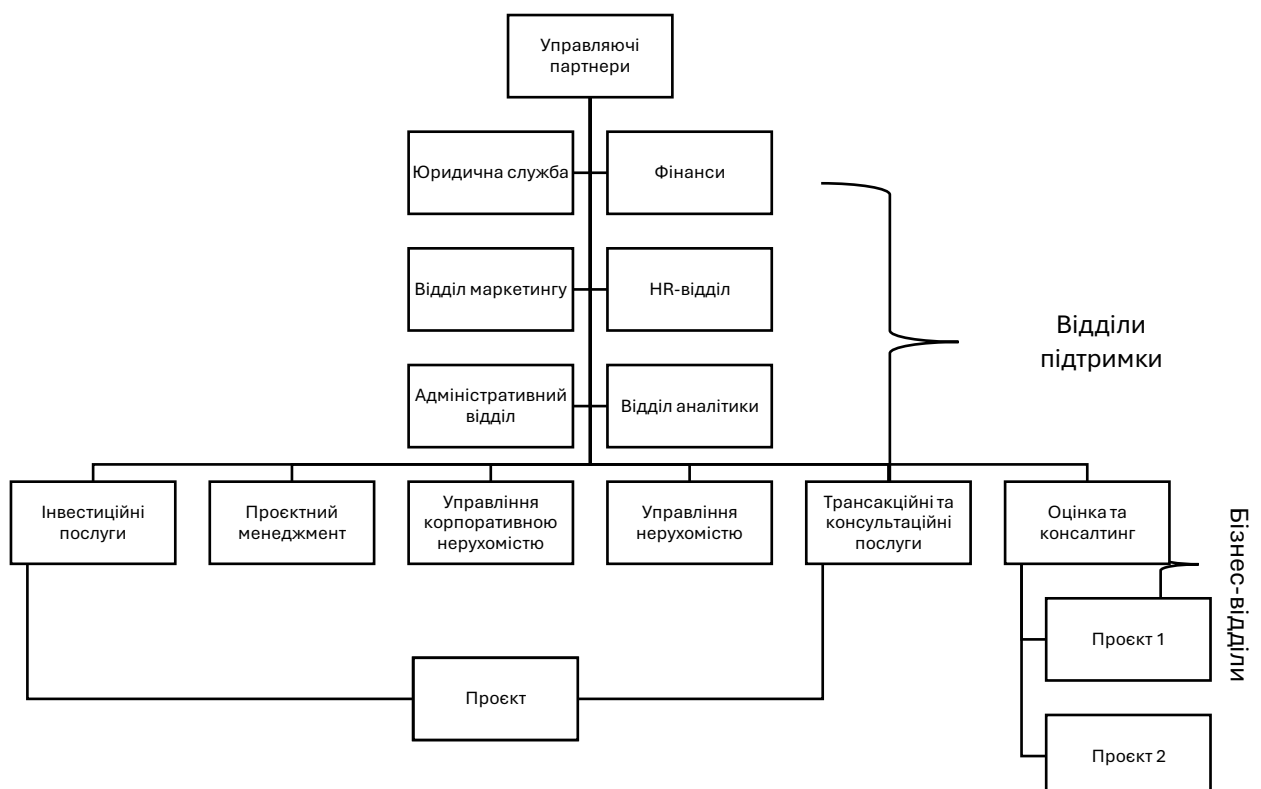 Управляючі
партнери
Юридична служба
Фінанси
Відділ маркетингу
HR-відділ
Відділи
підтримки
Адміністративний
відділ
Відділ аналітики
Інвестиційні
послуги
Проєктний
менеджмент
Управління
корпоративною
нерухомістю
Управління
нерухомістю
Трансакційні та
консультаційні
послуги
Оцінка та
консалтинг
Бізнес-відділи
Проєкт 1
Проєкт
Проєкт 2